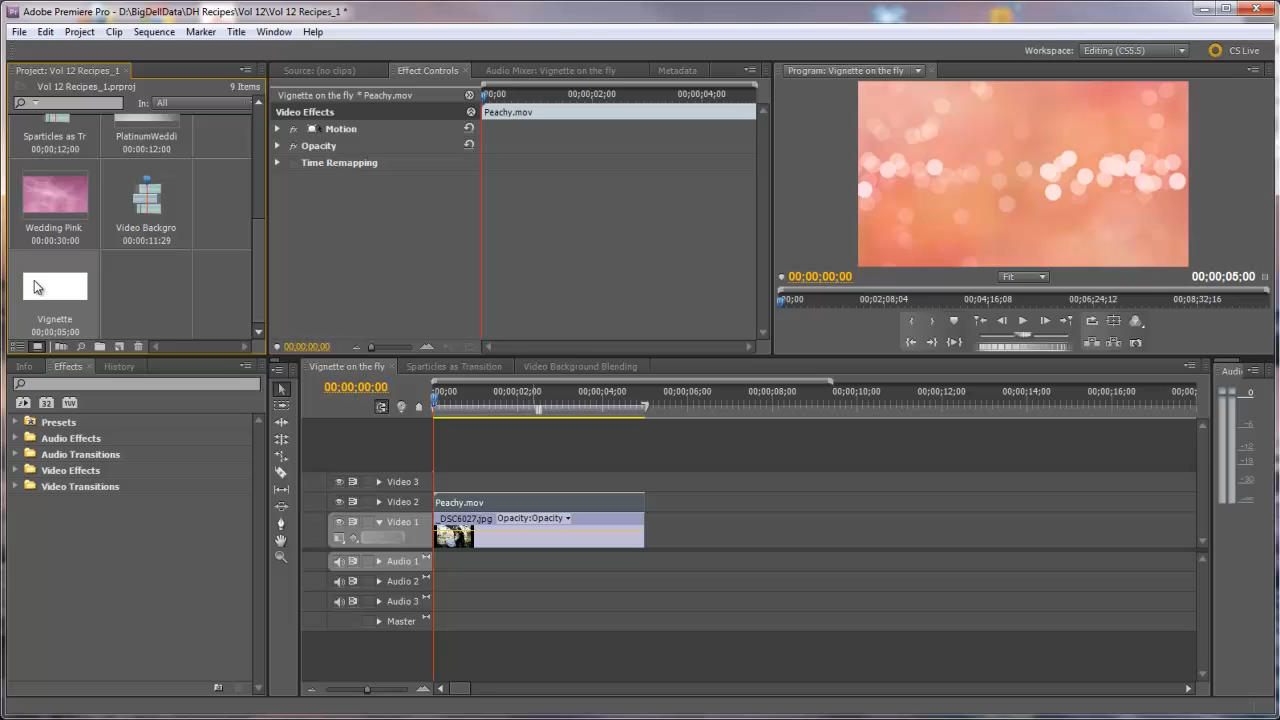 Adobe Premiere Pro - D:\BigDellData\DH Recipes\Vol 12\Vol 12 Recipes_1 *
File Edit Project Clip Sequence Marker Title Window Help
Workspace: Editing (CS5.5) CS Live
Project: Vol 12 Recipes_1
Vol 12 Recipes_1.prproj 9 Items
In: All
Sparticles as Tr PlatinumWeddi
00;00;12;00 00:00:12:00
Wedding Pink Video Backgro
00:00:30:00 00:00:11:29
Vignette
00;00;05;00
Source: (no clips) Effect Controls Audio Mixer: Vignette on the fly Metadata
Vignette on the fly * Peachy.mov
Video Effects
fx Motion
fx Opacity
Time Remapping
00;00 00;00;02;00 00;00;04;00
Peachy.mov
00;00;00;00
Program: Vignette on the fly
00;00;00;00 Fit 00;00;05;00
00;00 00;02;08;04 00;04;16;08 00;06;24;12 00;08;32;16
Info Effects History
32 YUV
Presets
Audio Effects
Audio Transitions
Video Effects
Video Transitions
Vignette on the fly Sparticles as Transition Video Background Blending
00;00;00;00
00;00 00;00;02;00 00;00;04;00 00;00;06;00 00;00;08;00 00;00;10;00 00;00;12;00 00;00;14;00 00;00;16;00
Video 3
Video 2 Peachy.mov
Video 1 _DSC6027.jpg Opacity:Opacity
Audio 1
Audio 2
Audio 3
Master
Audio
0
-6
-12
-18
-30